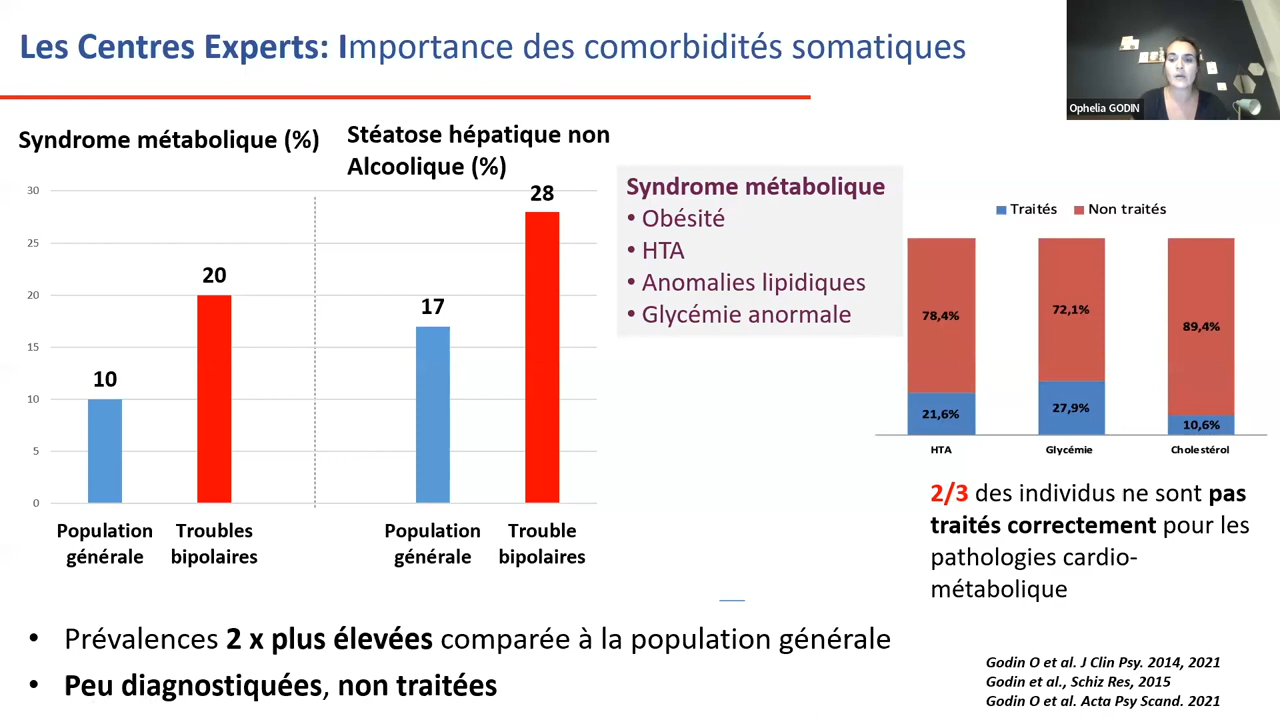 Les Centres Experts: Importance des comorbidités somatiques
Ophelia GODIN
Syndrome métabolique (%)
Stéatose hépatique non
Alcoolique (%)
30
25
20
15
10
5
0
10
20
17
28
Population
générale
Troubles
bipolaires
Population
générale
Trouble
bipolaires
Syndrome métabolique
• Obésité
• HTA
• Anomalies lipidiques
• Glycémie anormale
Traités
Non traités
78,4%
72,1%
89,4%
21,6%
27,9%
10,6%
HTA
Glycémie
Cholestérol
2/3 des individus ne sont pas
traités correctement pour les
pathologies cardio-
métabolique
• Prévalences 2 x plus élevées comparée à la population générale
• Peu diagnostiquées, non traitées
Godin O et al. J Clin Psy. 2014, 2021
Godin et al., Schiz Res, 2015
Godin O et al. Acta Psy Scand. 2021